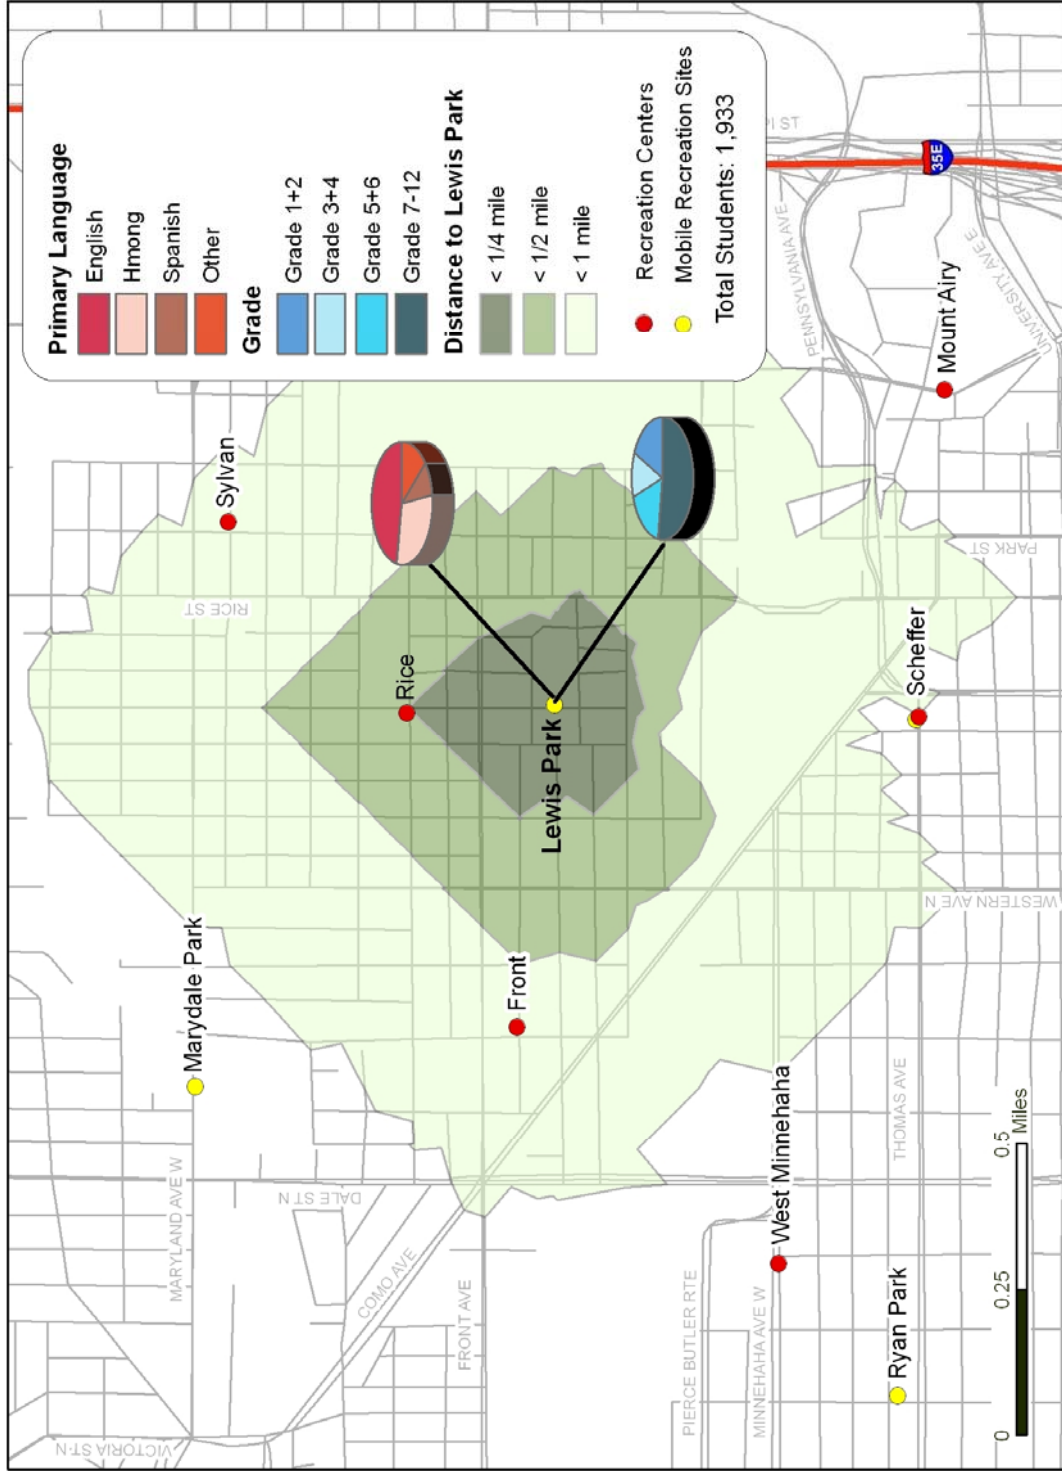 Primary Language
English
Hmong
Spanish
Other
Grade
Grade 1+2
Grade 3+4
Grade 5+6
Grade 7-12
Distance to Lewis Park
< 1/4 mile
< 1/2 mile
< 1 mile
Recreation Centers
Mobile Recreation Sites
Total Students: 1,933
35E
Sylvan
Rice
Lewis Park
Marydale Park
Front
Scheffer
Mount Airy
West Minnehaha
Ryan Park
RICE ST
PENNSYLVANIA AVE
UNIVERSITY AVE E
PARK ST
WESTERN AVE N
THOMAS AVE
MARYLAND AVE W
DALE ST N
COMO AVE
FRONT AVE
PIERCE BUTLER RTE
MINNEHAHA AVE W
VICTORIA ST N
ST
0 0.25 0.5
Miles